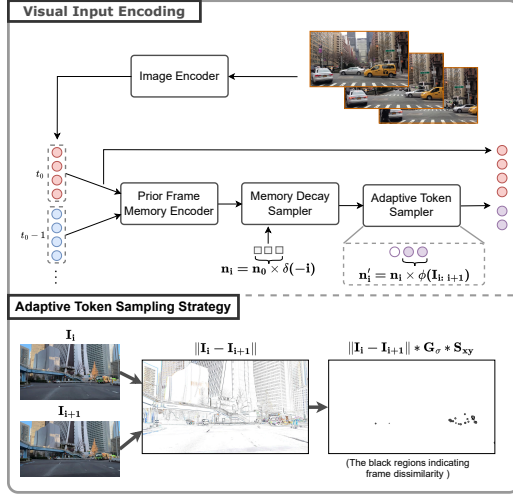 Visual Input Encoding
Image Encoder
t₀
t₀ − 1
Prior Frame
Memory Encoder
Memory Decay
Sampler
Adaptive Token
Sampler
nᵢ = n₀ × δ(−i)
n′ᵢ = nᵢ × ϕ(Iᵢ; ᵢ₊₁)
Adaptive Token Sampling Strategy
Iᵢ
‖Iᵢ − Iᵢ₊₁‖
‖Iᵢ − Iᵢ₊₁‖ * G_σ * S_xy
Iᵢ₊₁
(The black regions indicating
frame dissimilarity )